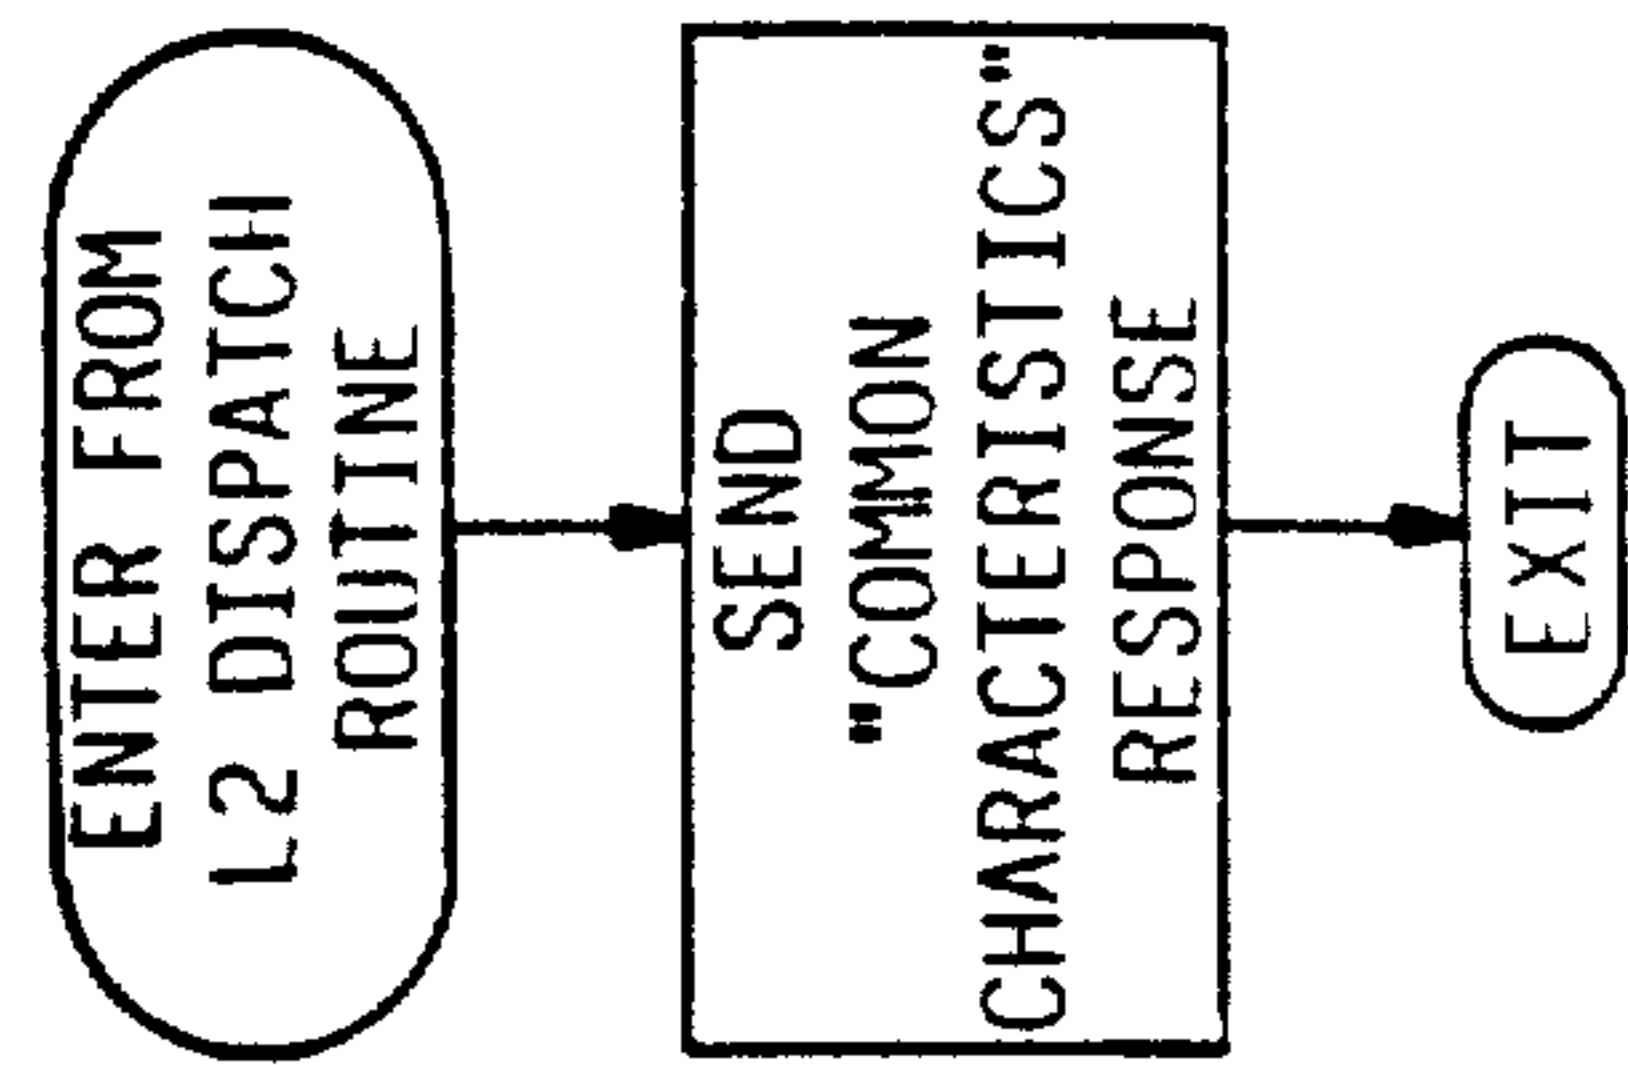 ENTER FROM
L2 DISPATCH
ROUTINE
SEND
"COMMON
CHARACTERISTICS"
RESPONSE
EXIT